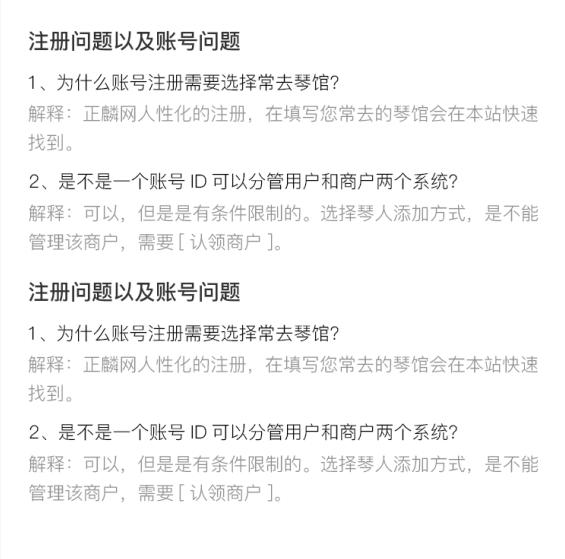 注册问题以及账号问题
1、为什么账号注册需要选择常去琴馆？
解释：正麟网人性化的注册，在填写您常去的琴馆会在本站快速
找到。
2、是不是一个账号 ID 可以分管用户和商户两个系统？
解释：可以，但是是有条件限制的。选择琴人添加方式，是不能
管理该商户，需要 [ 认领商户 ]。
注册问题以及账号问题
1、为什么账号注册需要选择常去琴馆？
解释：正麟网人性化的注册，在填写您常去的琴馆会在本站快速
找到。
2、是不是一个账号 ID 可以分管用户和商户两个系统？
解释：可以，但是是有条件限制的。选择琴人添加方式，是不能
管理该商户，需要 [ 认领商户 ]。